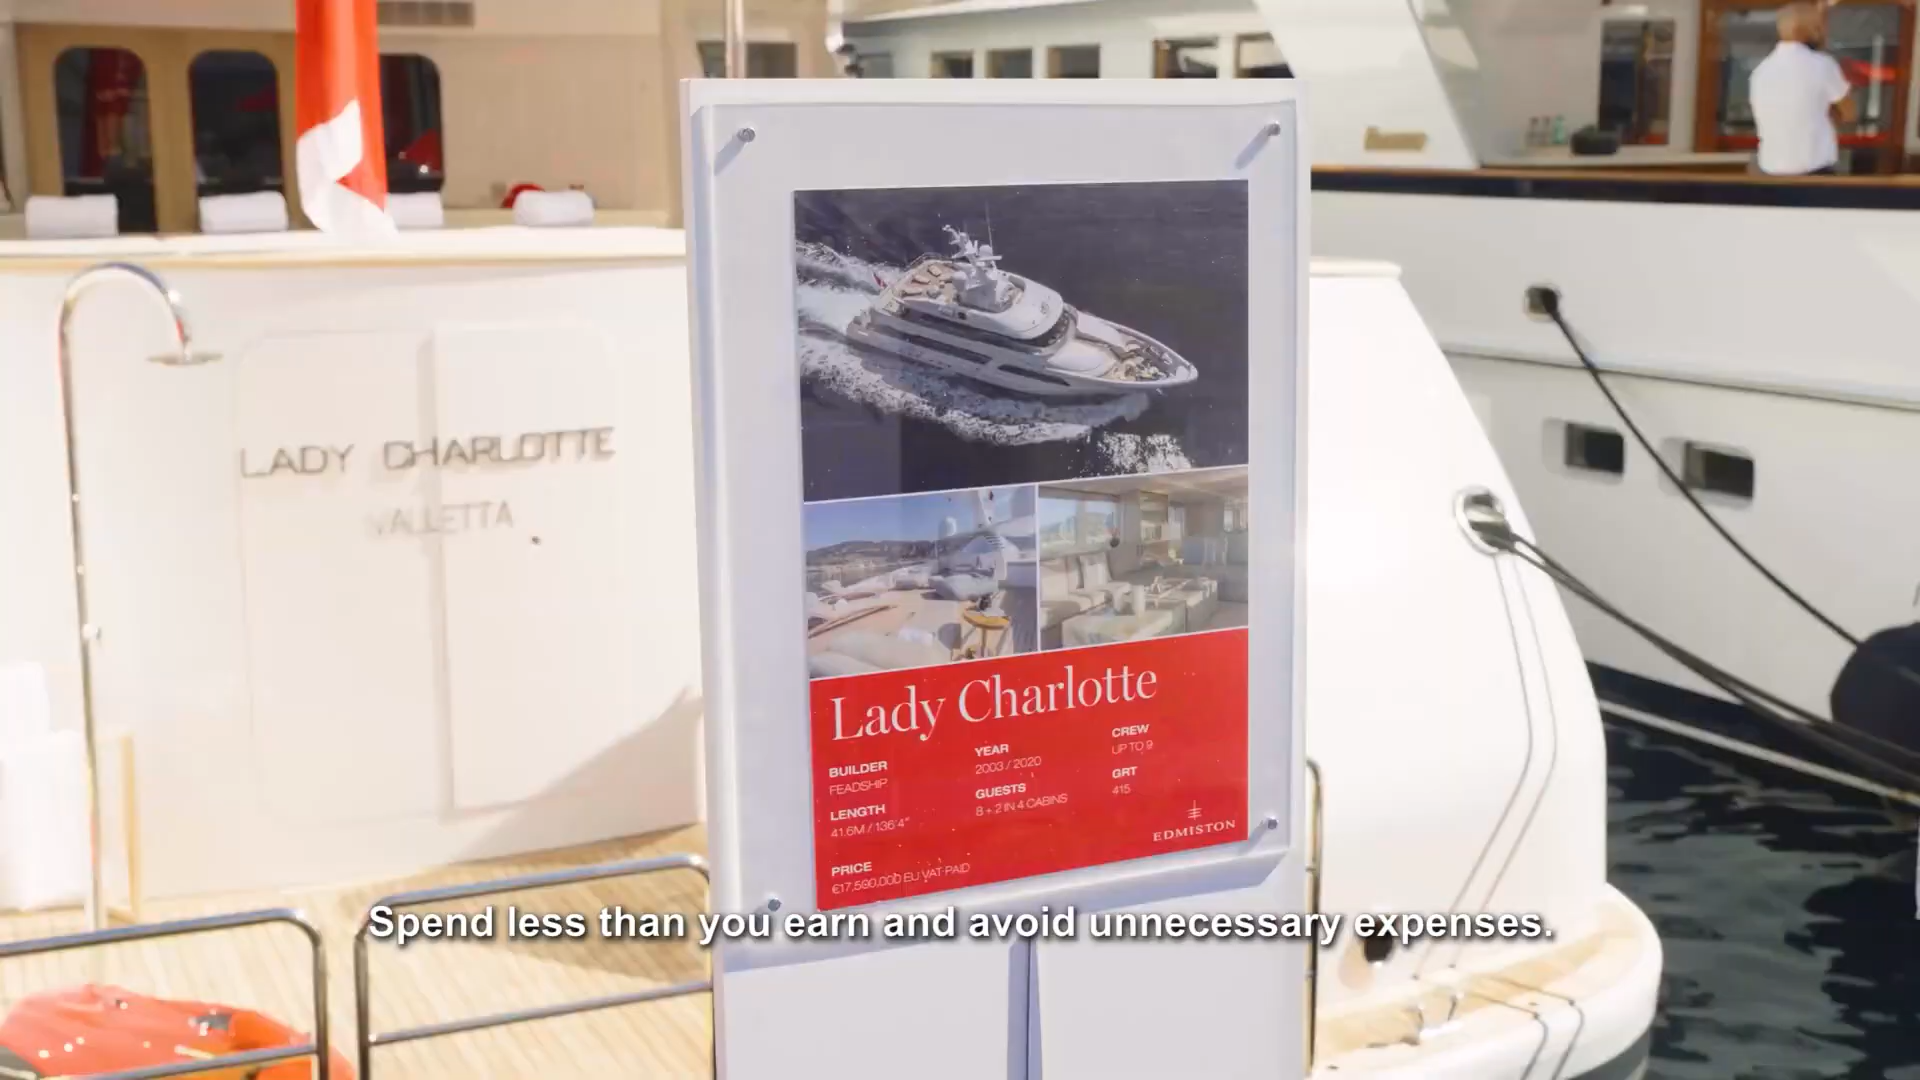 LADY CHARLOTTE
VALLETTA
Lady Charlotte
BUILDER
FEADSHIP
LENGTH
41.6M / 136'4"
PRICE
€17,500,000 EU VAT PAID
YEAR
2003 / 2020
GUESTS
8 + 2 IN 4 CABINS
CREW
UP TO 9
GRT
415
EDMISTON
Spend less than you earn and avoid unnecessary expenses.